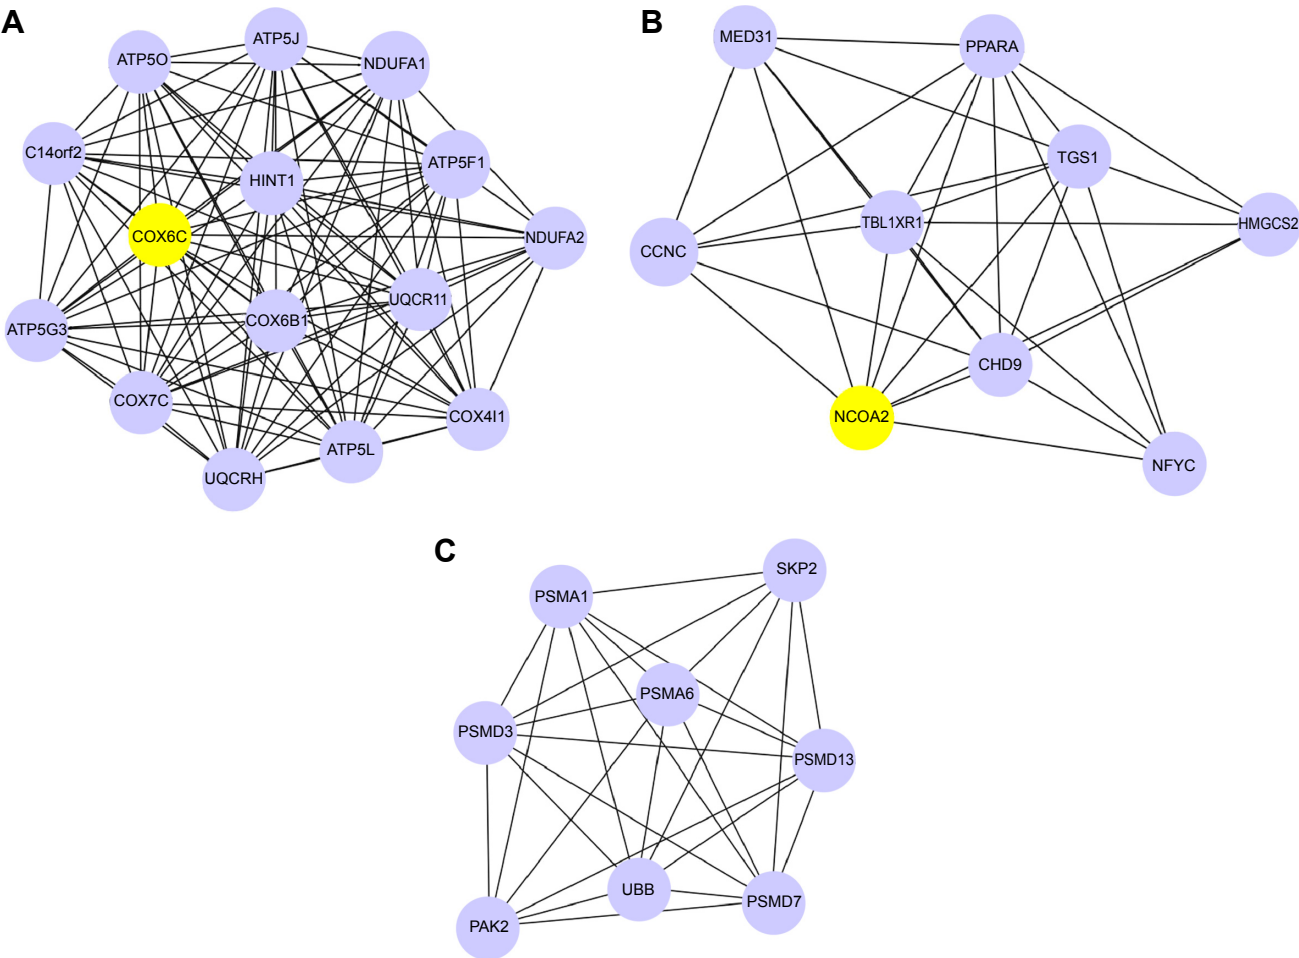 A
B
ATP5J
ATP5O
NDUFA1
C14orf2
ATP5F1
HINT1
COX6C
NDUFA2
UQCR11
COX6B1
ATP5G3
COX7C
COX4I1
ATP5L
UQCRH
MED31
PPARA
TGS1
TBL1XR1
HMGCS2
CCNC
CHD9
NCOA2
NFYC
C
SKP2
PSMA1
PSMA6
PSMD3
PSMD13
UBB
PSMD7
PAK2